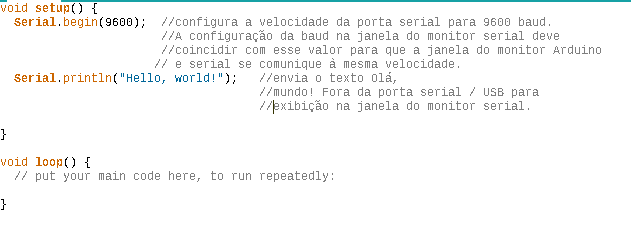 void setup() {
  Serial.begin(9600);  //configura a velocidade da porta serial para 9600 baud.
                       //A configuração da baud na janela do monitor serial deve
                       //coincidir com esse valor para que a janela do monitor Arduino
                      // e serial se comunique à mesma velocidade.
  Serial.println("Hello, world!");   //envia o texto Olá,
                                     //mundo! Fora da porta serial / USB para
                                     //exibição na janela do monitor serial.
}
void loop() {
  // put your main code here, to run repeatedly:
}